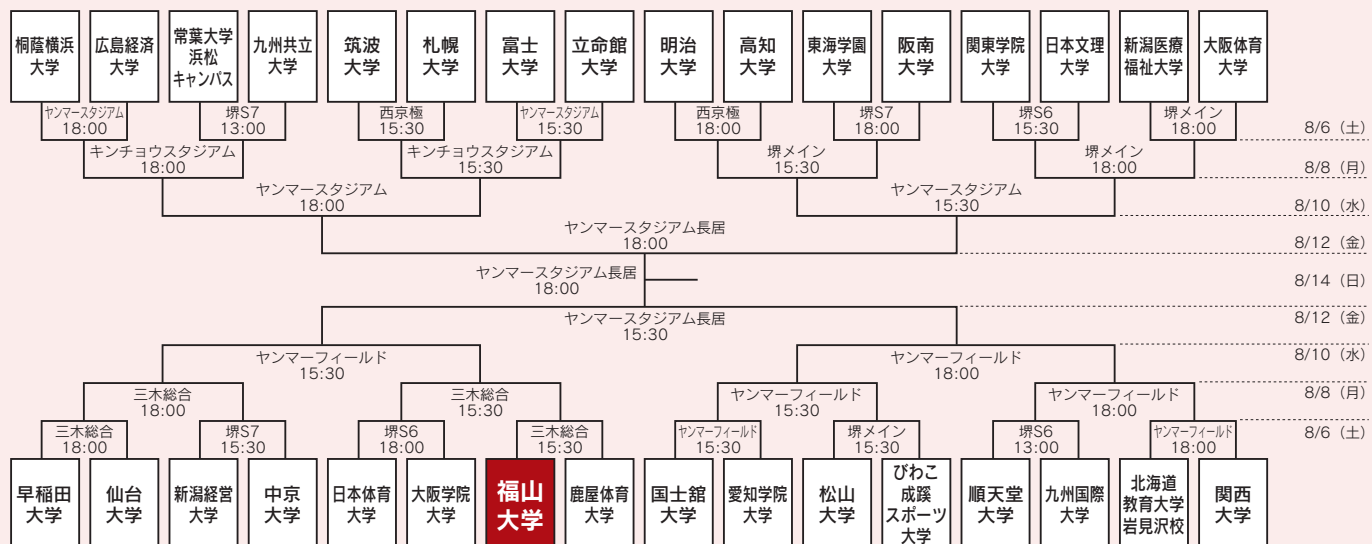 桐蔭横浜
大学
広島経済
大学
常葉大学
浜松
キャンパス
九州共立
大学
筑波
大学
札幌
大学
富士
大学
立命館
大学
明治
大学
高知
大学
東海学園
大学
阪南
大学
関東学院
大学
日本文理
大学
新潟医療
福祉大学
大阪体育
大学
ヤンマースタジアム
18:00
堺S7
13:00
西京極
15:30
ヤンマースタジアム
15:30
西京極
18:00
堺S7
18:00
堺S6
15:30
堺メイン
18:00
8/6（土）
キンチョウスタジアム
18:00
キンチョウスタジアム
15:30
堺メイン
15:30
堺メイン
18:00
8/8（月）
ヤンマースタジアム
18:00
ヤンマースタジアム
15:30
8/10（水）
ヤンマースタジアム長居
18:00
8/12（金）
ヤンマースタジアム長居
18:00
8/14（日）
ヤンマースタジアム長居
15:30
8/12（金）
ヤンマーフィールド
15:30
ヤンマーフィールド
18:00
8/10（水）
三木総合
18:00
三木総合
15:30
ヤンマーフィールド
15:30
ヤンマーフィールド
18:00
8/8（月）
三木総合
18:00
堺S7
15:30
堺S6
18:00
三木総合
15:30
ヤンマーフィールド
15:30
堺メイン
15:30
堺S6
13:00
ヤンマーフィールド
18:00
8/6（土）
早稲田
大学
仙台
大学
新潟経営
大学
中京
大学
日本体育
大学
大阪学院
大学
福山
大学
鹿屋体育
大学
国士舘
大学
愛知学院
大学
松山
大学
びわこ
成蹊
スポーツ
大学
順天堂
大学
九州国際
大学
北海道
教育大学
岩見沢校
関西
大学